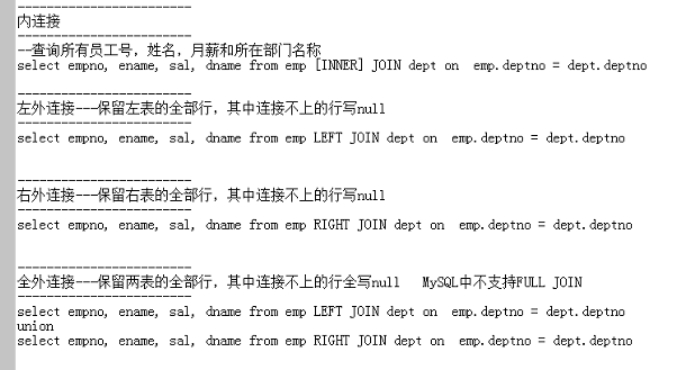 ------------------------
内连接
------------------------
--查询所有员工号，姓名，月薪和所在部门名称
select empno, ename, sal, dname from emp [INNER] JOIN dept on  emp.deptno = dept.deptno
------------------------
左外连接---保留左表的全部行，其中连接不上的行写null
------------------------
select empno, ename, sal, dname from emp LEFT JOIN dept on  emp.deptno = dept.deptno
------------------------
右外连接---保留右表的全部行，其中连接不上的行写null
------------------------
select empno, ename, sal, dname from emp RIGHT JOIN dept on  emp.deptno = dept.deptno
------------------------
全外连接---保留两表的全部行，其中连接不上的行全写null   MySQL中不支持FULL JOIN
------------------------
select empno, ename, sal, dname from emp LEFT JOIN dept on  emp.deptno = dept.deptno
union
select empno, ename, sal, dname from emp RIGHT JOIN dept on  emp.deptno = dept.deptno